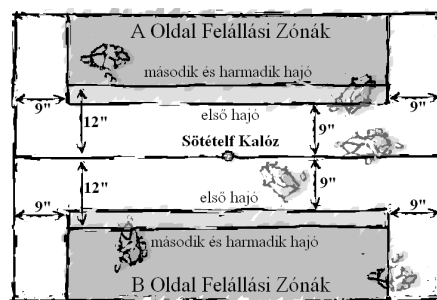 A Oldal Felállási Zónák
második és harmadik hajó
9"
9"
első hajó
12"
9"
Sötételf Kalóz
12"
9"
első hajó
9"
9"
második és harmadik hajó
B Oldal Felállási Zónák